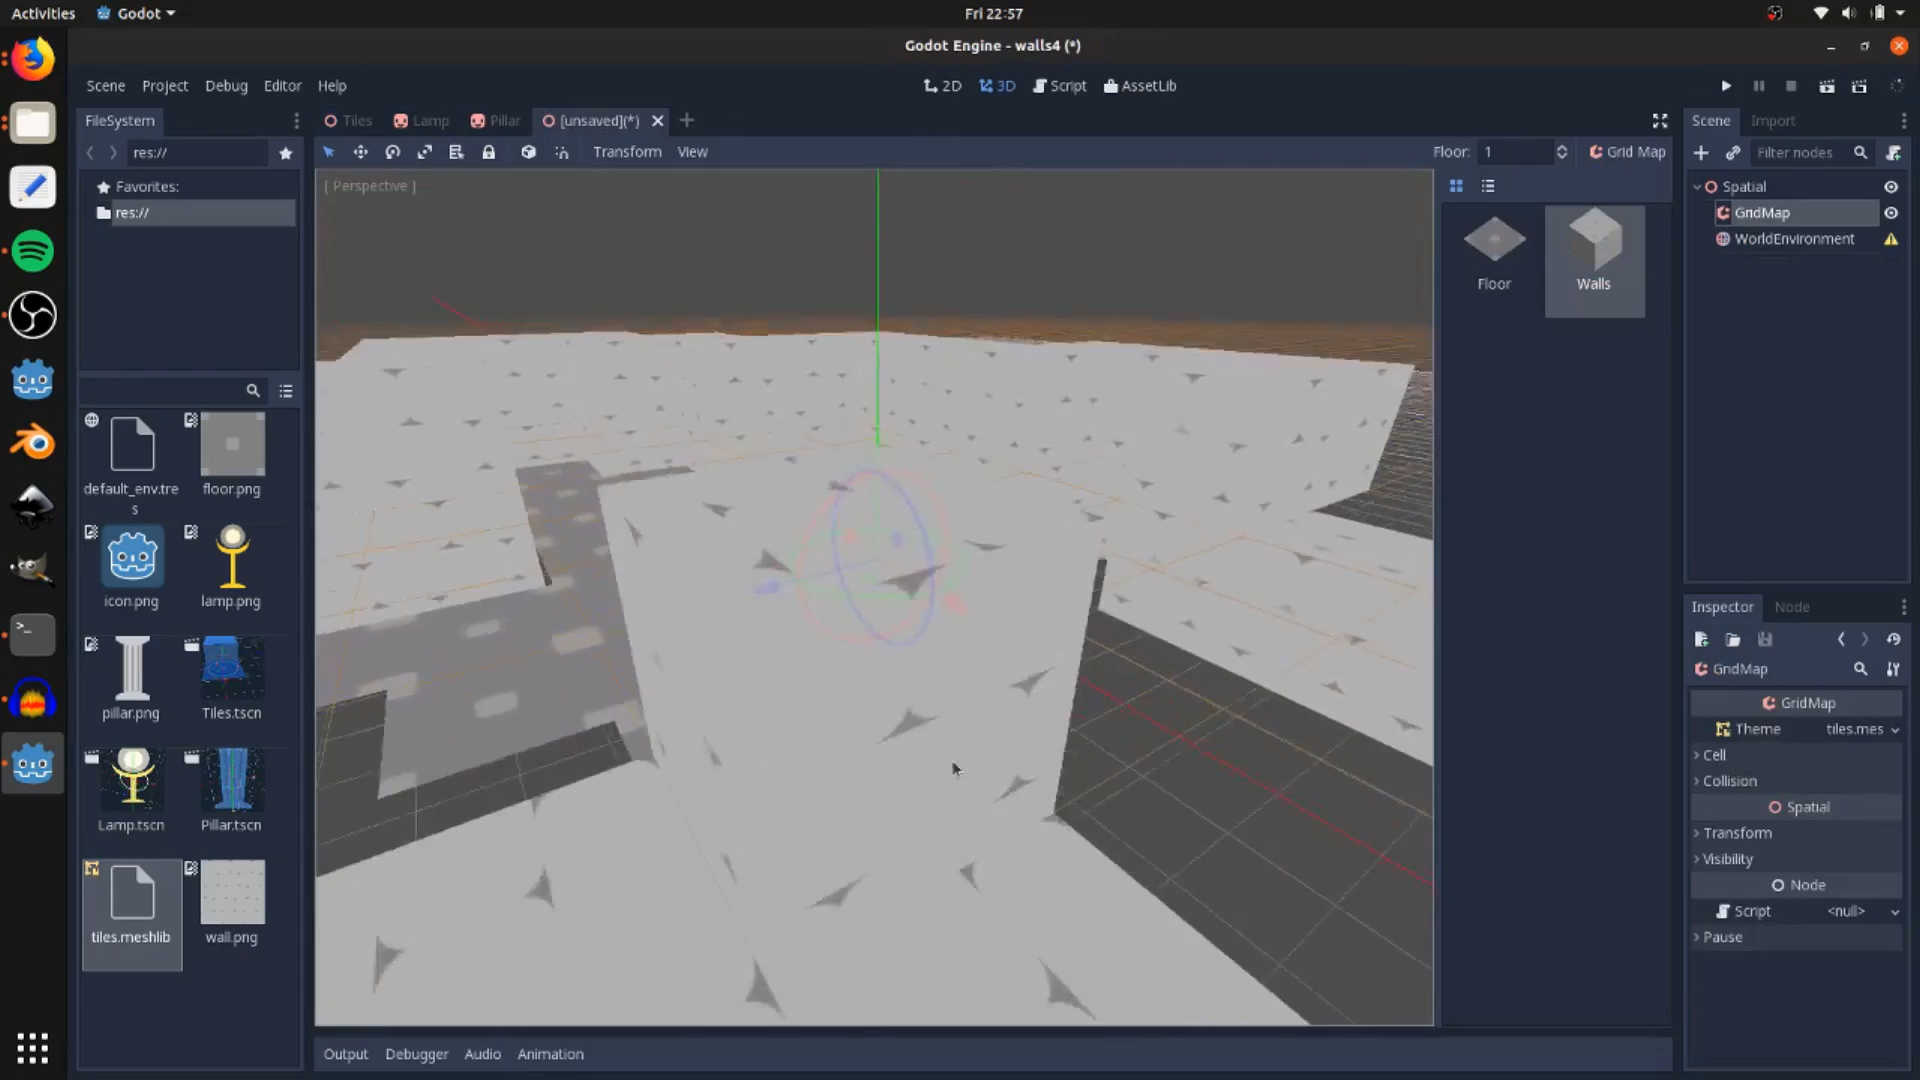 Activities
Godot
Fri 22:57
Godot Engine - walls4 (*)
Scene
Project
Debug
Editor
Help
2D
3D
Script
AssetLib
FileSystem
Tiles
Lamp
Pillar
[unsaved](*)
Scene
Import
res://
Transform
View
Floor:
1
Grid Map
Filter nodes
Favorites:
res://
[ Perspective ]
Floor
Walls
Spatial
GridMap
WorldEnvironment
default_env.tre
s
floor.png
icon.png
lamp.png
pillar.png
Tiles.tscn
Lamp.tscn
Pillar.tscn
tiles.meshlib
wall.png
Inspector
Node
GridMap
GridMap
Theme
tiles.mes
Cell
Collision
Spatial
Transform
Visibility
Node
Script
<null>
Pause
Output
Debugger
Audio
Animation